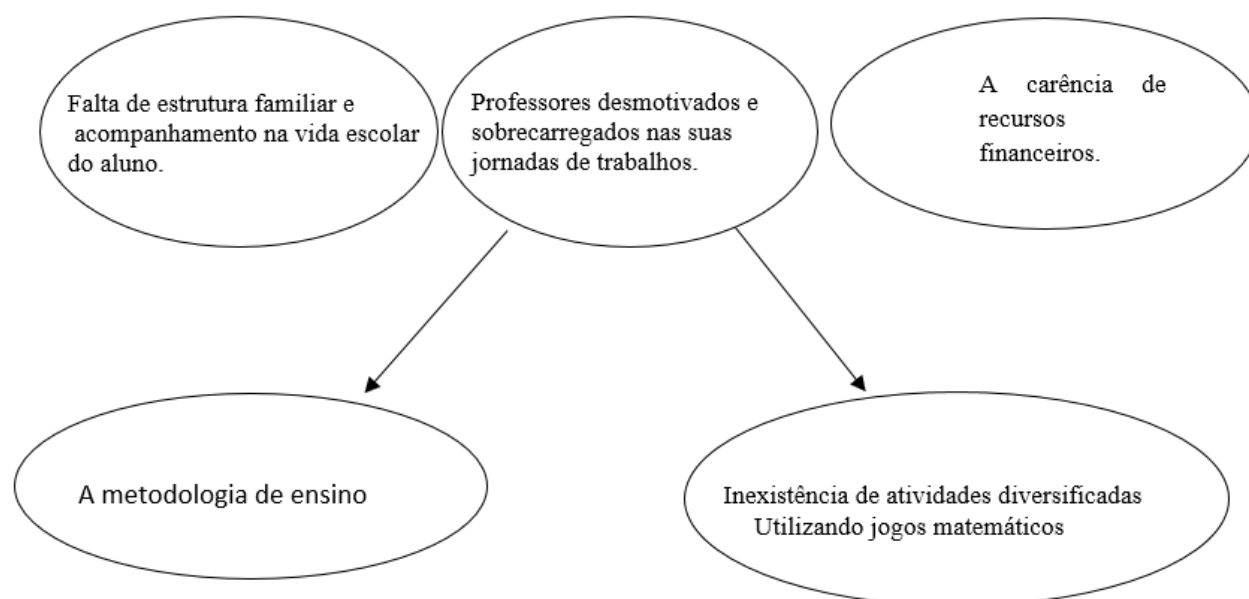 Falta de estrutura familiar e
acompanhamento na vida escolar
do aluno.
Professores desmotivados e
sobrecarregados nas suas
jornadas de trabalhos.
A carência de
recursos
financeiros.
A metodologia de ensino
Inexistência de atividades diversificadas
Utilizando jogos matemáticos